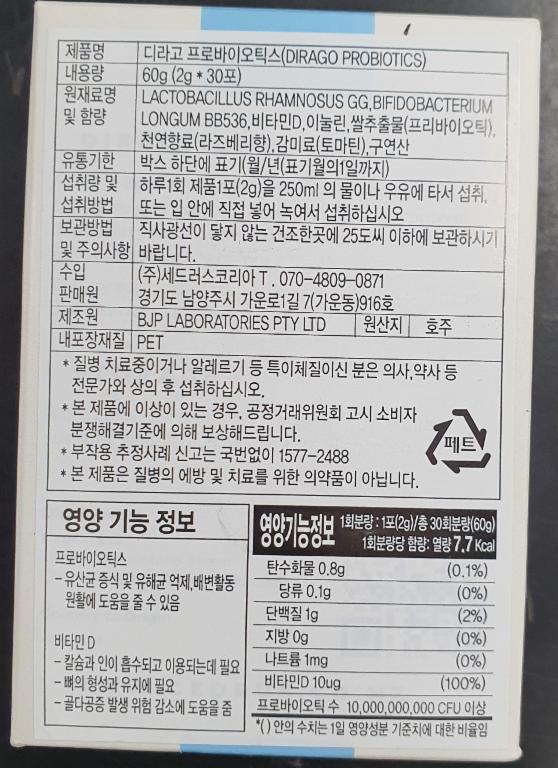 제품명 디라고 프로바이오틱스(DIRAGO PROBIOTICS)
내용량 60g (2g * 30포)
원재료명 및 함량 LACTOBACILLUS RHAMNOSUS GG,BIFIDOBACTERIUM
LONGUM BB536,비타민D,이눌린,쌀추출물(프리바이오틱),
천연향료(라즈베리향),감미료(토마틴),구연산
유통기한 박스 하단에 표기(월/년(표기월의1일까지)
섭취량 및 섭취방법 하루1회 제품1포(2g)을 250ml 의 물이나 우유에 타서 섭취,
또는 입 안에 직접 넣어 녹여서 섭취하십시오
보관방법 및 주의사항 직사광선이 닿지 않는 건조한곳에 25도씨 이하에 보관하시기
바랍니다.
수입 판매원 (주)세드러스코리아 T. 070-4809-0871
경기도 남양주시 가운로1길 7(가운동)916호
제조원 BJP LABORATORIES PTY LTD 원산지 호주
내포장재질 PET
* 질병 치료중이거나 알레르기 등 특이체질이신 분은 의사,약사 등
전문가와 상의 후 섭취하십시오.
* 본 제품에 이상이 있는 경우, 공정거래위원회 고시 소비자
분쟁해결기준에 의해 보상해드립니다.
* 부작용 추정사례 신고는 국번없이 1577-2488
* 본 제품은 질병의 예방 및 치료를 위한 의약품이 아닙니다.
페트
영양 기능 정보
프로바이오틱스
- 유산균 증식 및 유해균 억제,배변활동
원활에 도움을 줄 수 있음
비타민 D
- 칼슘과 인이 흡수되고 이용되는데 필요
- 뼈의 형성과 유지에 필요
- 골다공증 발생 위험 감소에 도움을 줌
영양기능정보 1회분량 : 1포(2g)/총 30회분량(60g)
1회분량당 함량: 열량 7.7 Kcal
탄수화물 0.8g (0.1%)
당류 0.1g (0%)
단백질 1g (2%)
지방 0g (0%)
나트륨 1mg (0%)
비타민D 10ug (100%)
프로바이오틱 수 10,000,000,000 CFU 이상
*( ) 안의 수치는 1일 영양성분 기준치에 대한 비율임